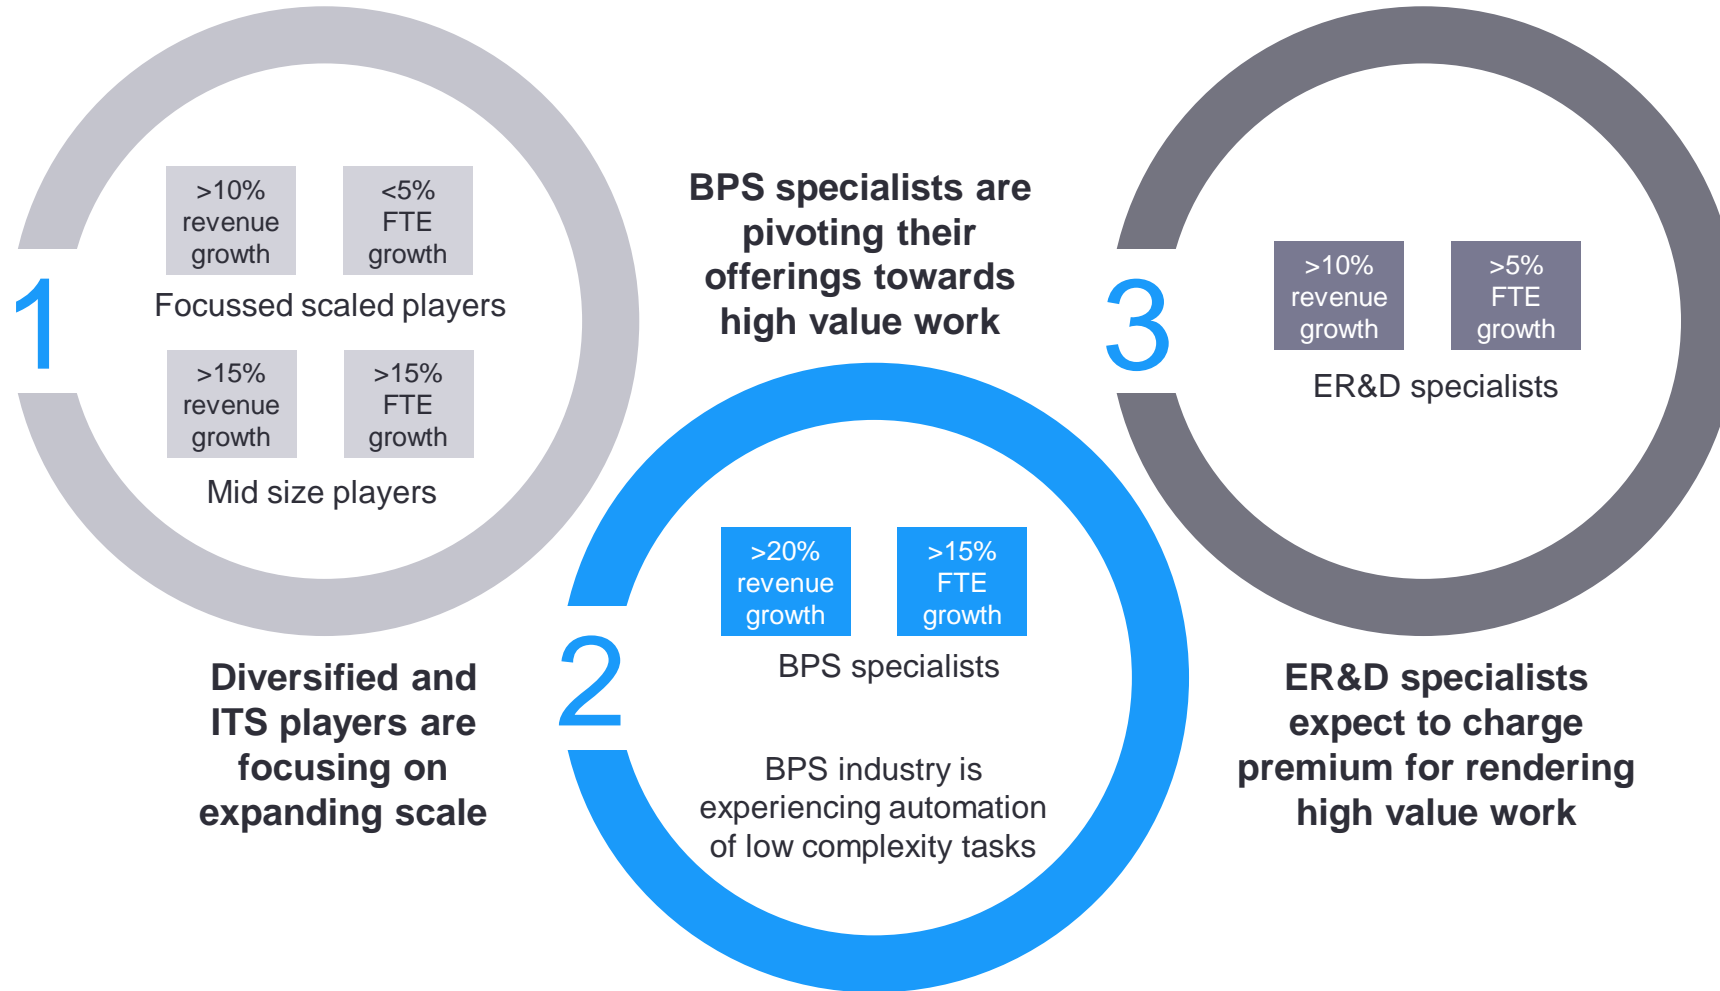 1
>10%
revenue
growth
<5%
FTE
growth
Focussed scaled players
>15%
revenue
growth
>15%
FTE
growth
Mid size players
Diversified and
ITS players are
focusing on
expanding scale
BPS specialists are
pivoting their
offerings towards
high value work
2
>20%
revenue
growth
>15%
FTE
growth
BPS specialists
BPS industry is
experiencing automation
of low complexity tasks
3
>10%
revenue
growth
>5%
FTE
growth
ER&D specialists
ER&D specialists
expect to charge
premium for rendering
high value work